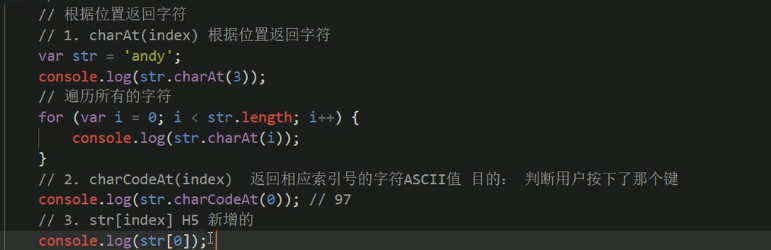 // 根据位置返回字符
// 1. charAt(index) 根据位置返回字符
var str = 'andy';
console.log(str.charAt(3));
// 遍历所有的字符
for (var i = 0; i < str.length; i++) {
    console.log(str.charAt(i));
}
// 2. charCodeAt(index)  返回相应索引号的字符ASCII值 目的： 判断用户按下了那个键
console.log(str.charCodeAt(0)); // 97
// 3. str[index] H5 新增的
console.log(str[0]);